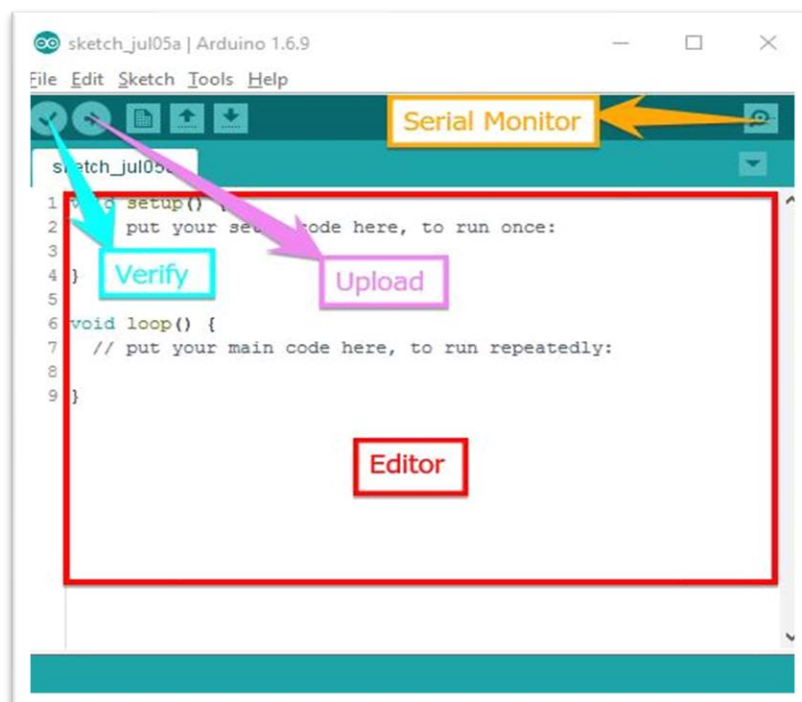 sketch_jul05a | Arduino 1.6.9
File Edit Sketch Tools Help
Serial Monitor
1 setup() {
2 put your code here, to run once:
3
4 }
Verify
Upload
5
6 void loop() {
7 // put your main code here, to run repeatedly:
8
9 }
Editor